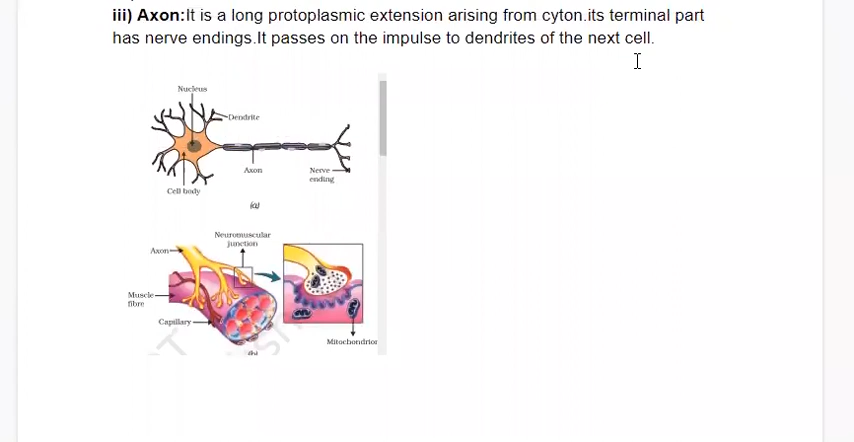 iii) Axon:It is a long protoplasmic extension arising from cyton.its terminal part
has nerve endings.It passes on the impulse to dendrites of the next cell.
Nucleus
Dendrite
Axon
Nerve
ending
Cell body
(a)
Neuromuscular
junction
Axon
Muscle
fibre
Capillary
Mitochondrion
(b)